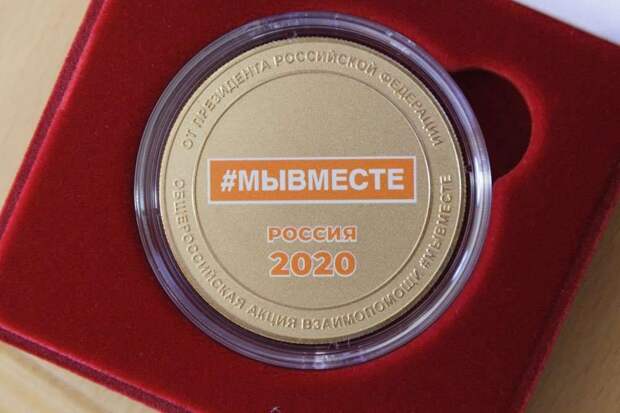 ОТ ПРЕЗИДЕНТА РОССИЙСКОЙ ФЕДЕРАЦИИ
#МЫВМЕСТЕ
РОССИЯ
2020
ОБЩЕРОССИЙСКАЯ АКЦИЯ ВЗАИМОПОМОЩИ #МЫВМЕСТЕ